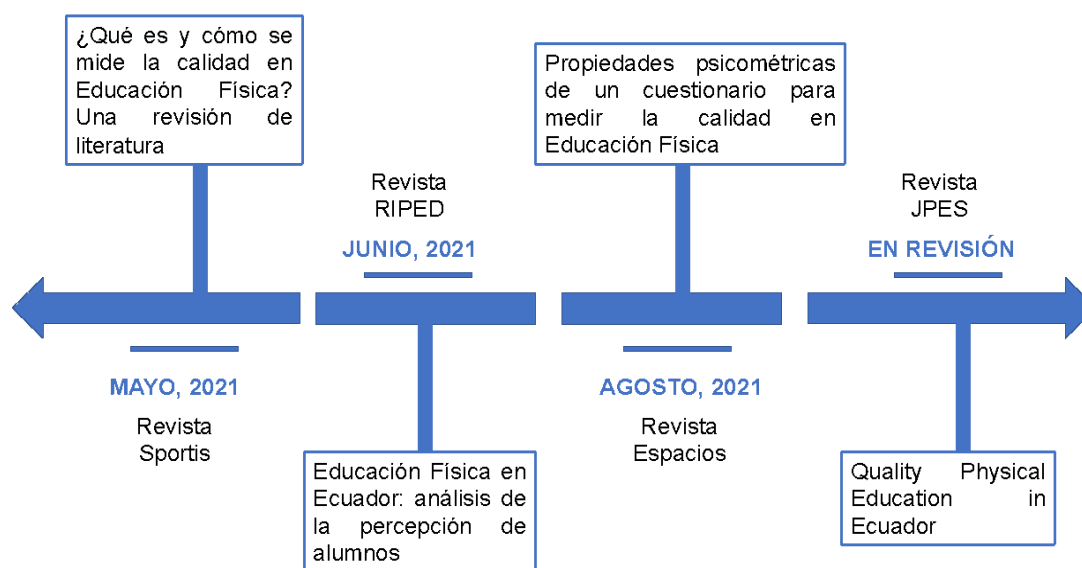 ¿Qué es y cómo se
mide la calidad en
Educación Física?
Una revisión de
literatura
MAYO, 2021
Revista
Sportis
Revista
RIPED
JUNIO, 2021
Educación Física en
Ecuador: análisis de
la percepción de
alumnos
Propiedades psicométricas
de un cuestionario para
medir la calidad en
Educación Física
AGOSTO, 2021
Revista
Espacios
Revista
JPES
EN REVISIÓN
Quality Physical
Education in
Ecuador